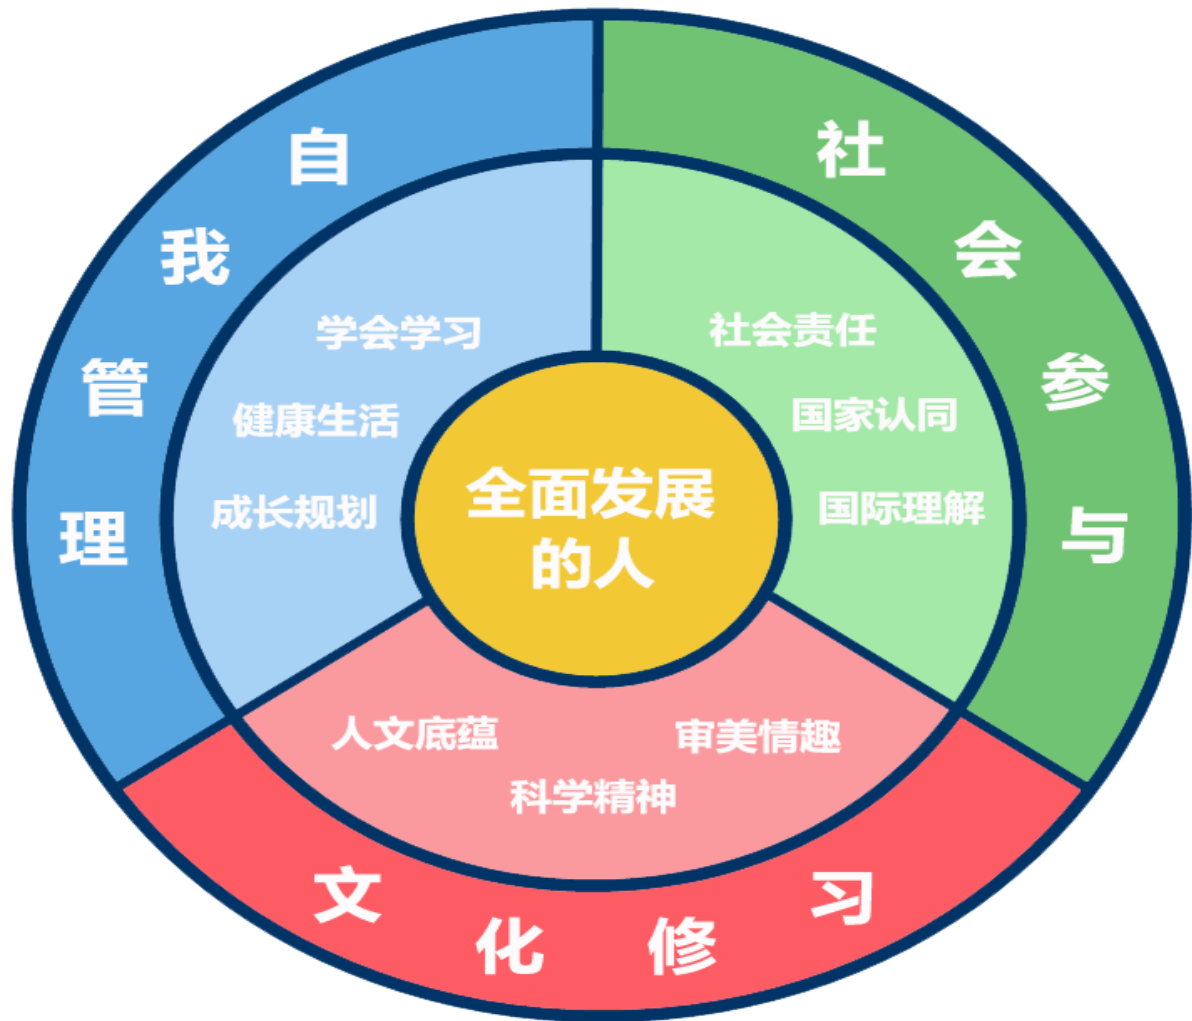 自我管理
社会参与
学会学习
健康生活
成长规划
社会责任
国家认同
国际理解
全面发展
的人
人文底蕴
审美情趣
科学精神
文化修习